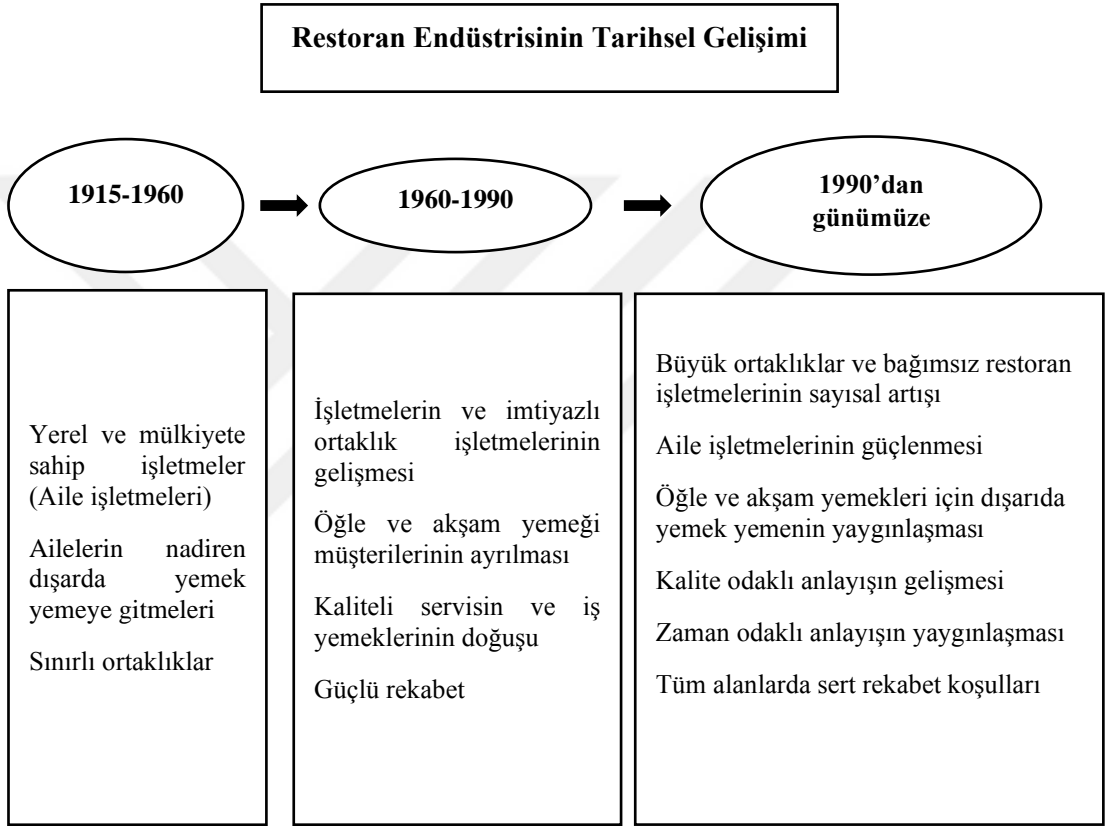 Restoran Endüstrisinin Tarihsel Gelişimi
1915-1960
1960-1990
1990’dan
günümüze
Yerel ve mülkiyete
sahip işletmeler
(Aile işletmeleri)
Ailelerin nadiren
dışarda yemek
yemeye gitmeleri
Sınırlı ortaklıklar
İşletmelerin ve imtiyazlı
ortaklık işletmelerinin
gelişmesi
Öğle ve akşam yemeği
müşterilerinin ayrılması
Kaliteli servisin ve iş
yemeklerinin doğuşu
Güçlü rekabet
Büyük ortaklıklar ve bağımsız restoran
işletmelerinin sayısal artışı
Aile işletmelerinin güçlenmesi
Öğle ve akşam yemekleri için dışarıda
yemek yemenin yaygınlaşması
Kalite odaklı anlayışın gelişmesi
Zaman odaklı anlayışın yaygınlaşması
Tüm alanlarda sert rekabet koşulları